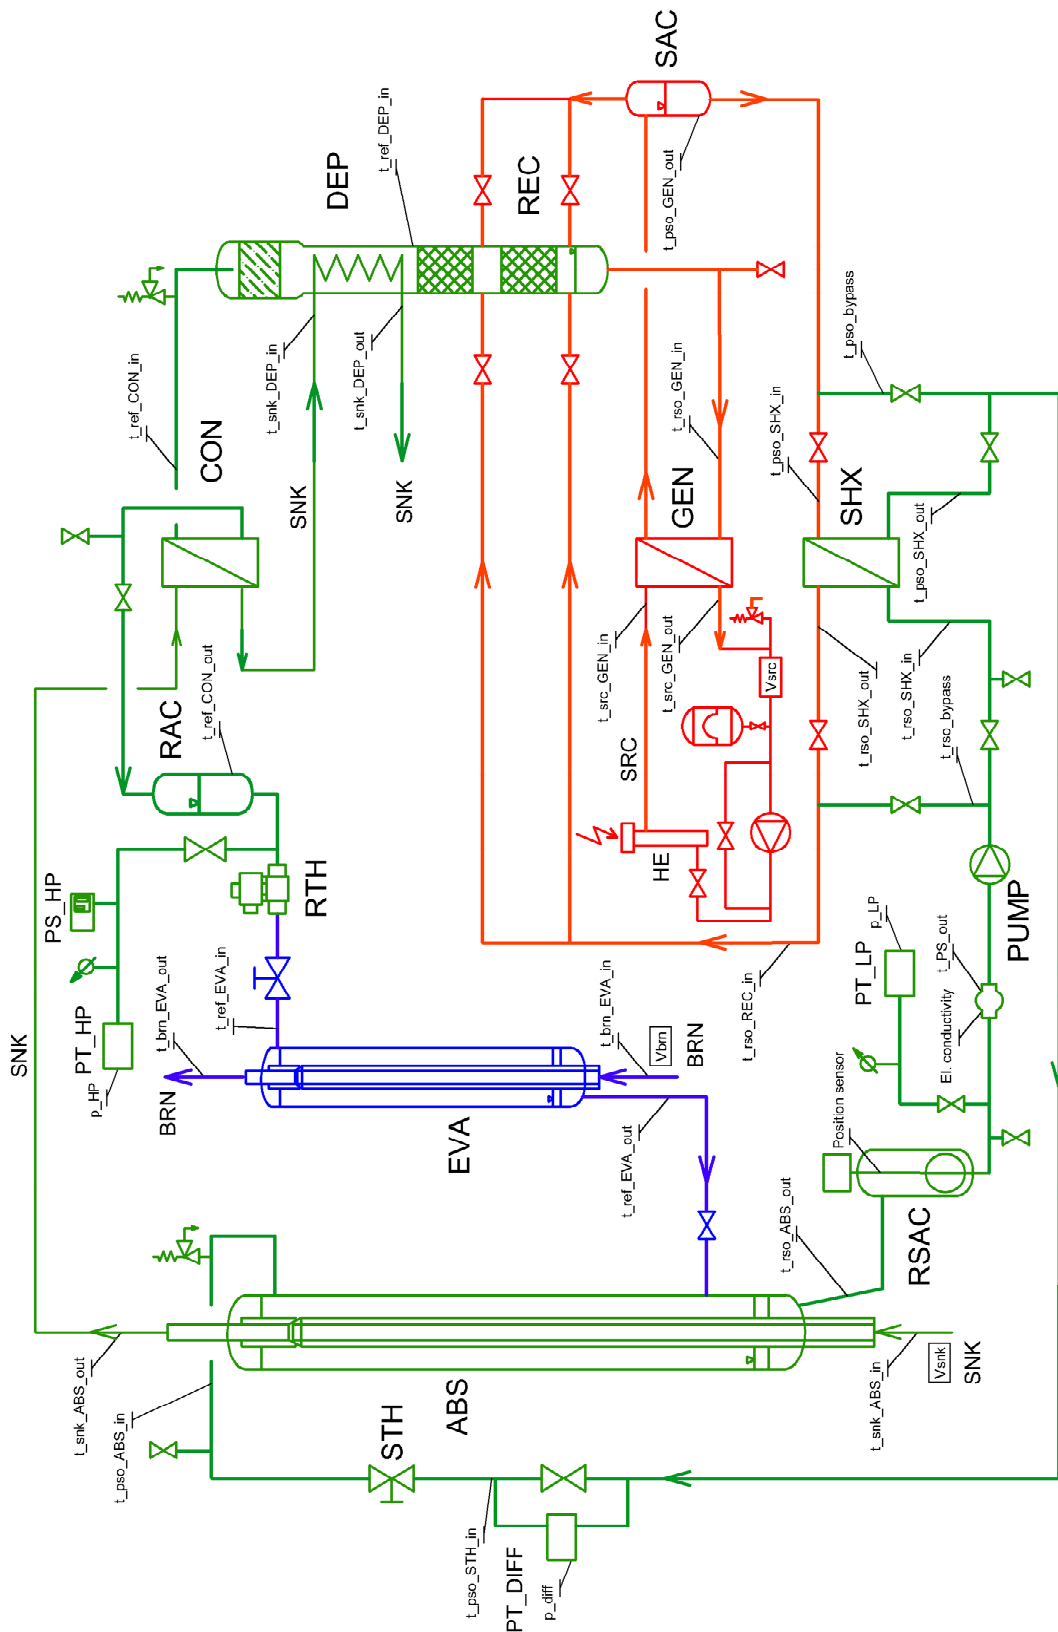 SNK
PS_HP
t_snk_ABS_out
PT_HP
p_HP
t_pso_ABS_in
t_ref_CON_in
t_brn_EVA_out
BRN
RAC
t_ref_CON_out
CON
t_ref_EVA_in
t_snk_DEP_in
SNK
RTH
DEP
t_snk_DEP_out
t_ref_DEP_in
STH
SNK
ABS
EVA
t_pso_STH_in
PT_DIFF
REC
p_diff
t_src_GEN_in
t_brn_EVA_in
t_ref_EVA_out
SRC
HE
Vbrn
t_pso_GEN_out
SAC
t_src_GEN_out
t_rso_GEN_in
GEN
BRN
t_rso_REC_in
Vsrc
t_pso_SHX_in
t_rso_ABS_out
Position sensor
SHX
t_pso_bypass
PT_LP
t_rso_SHX_out
t_snk_ABS_in
p_LP
t_rso_SHX_in
RSAC
t_pso_SHX_out
Vsnk
El. conductivity
t_PS_out
t_rso_bypass
SNK
PUMP